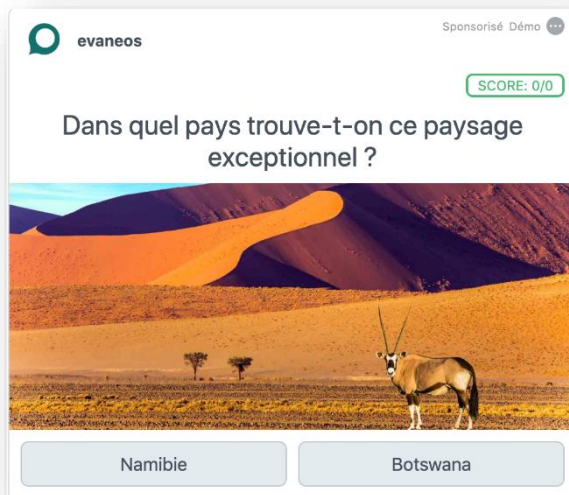 evaneos
Sponsorisé Démo
SCORE: 0/0
Dans quel pays trouve-t-on ce paysage
exceptionnel ?
Namibie
Botswana